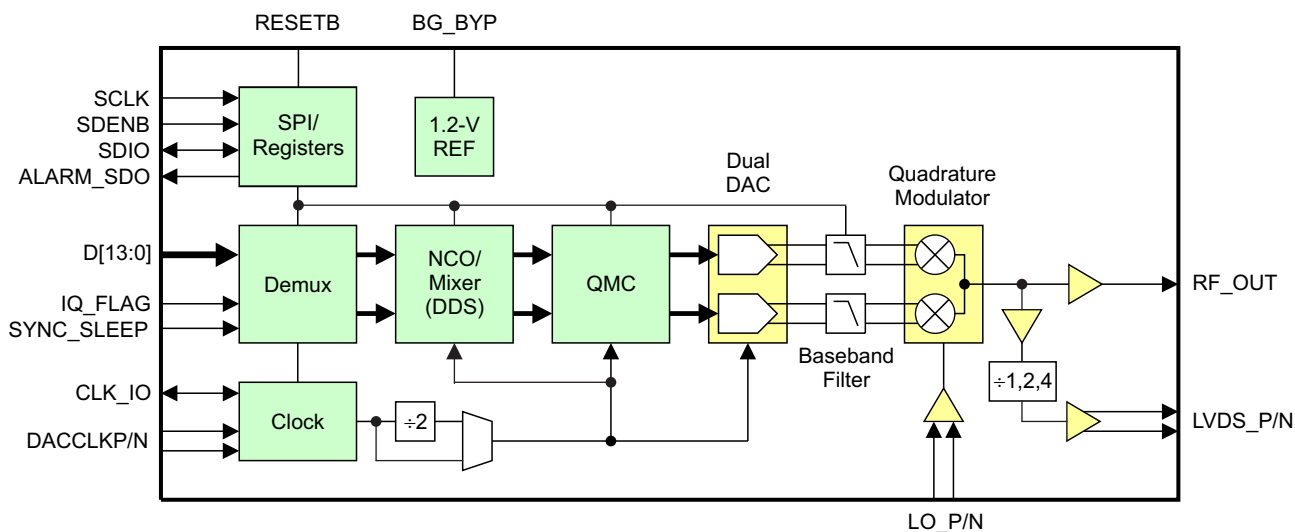 RESETB
BG_BYP
SCLK
SDENB
SDIO
ALARM_SDO
SPI/
Registers
1.2-V
REF
Dual
DAC
Quadrature
Modulator
D[13:0]
IQ_FLAG
SYNC_SLEEP
Demux
NCO/
Mixer
(DDS)
QMC
RF_OUT
Baseband
Filter
÷1,2,4
CLK_IO
DACCLKP/N
Clock
÷2
LVDS_P/N
LO_P/N